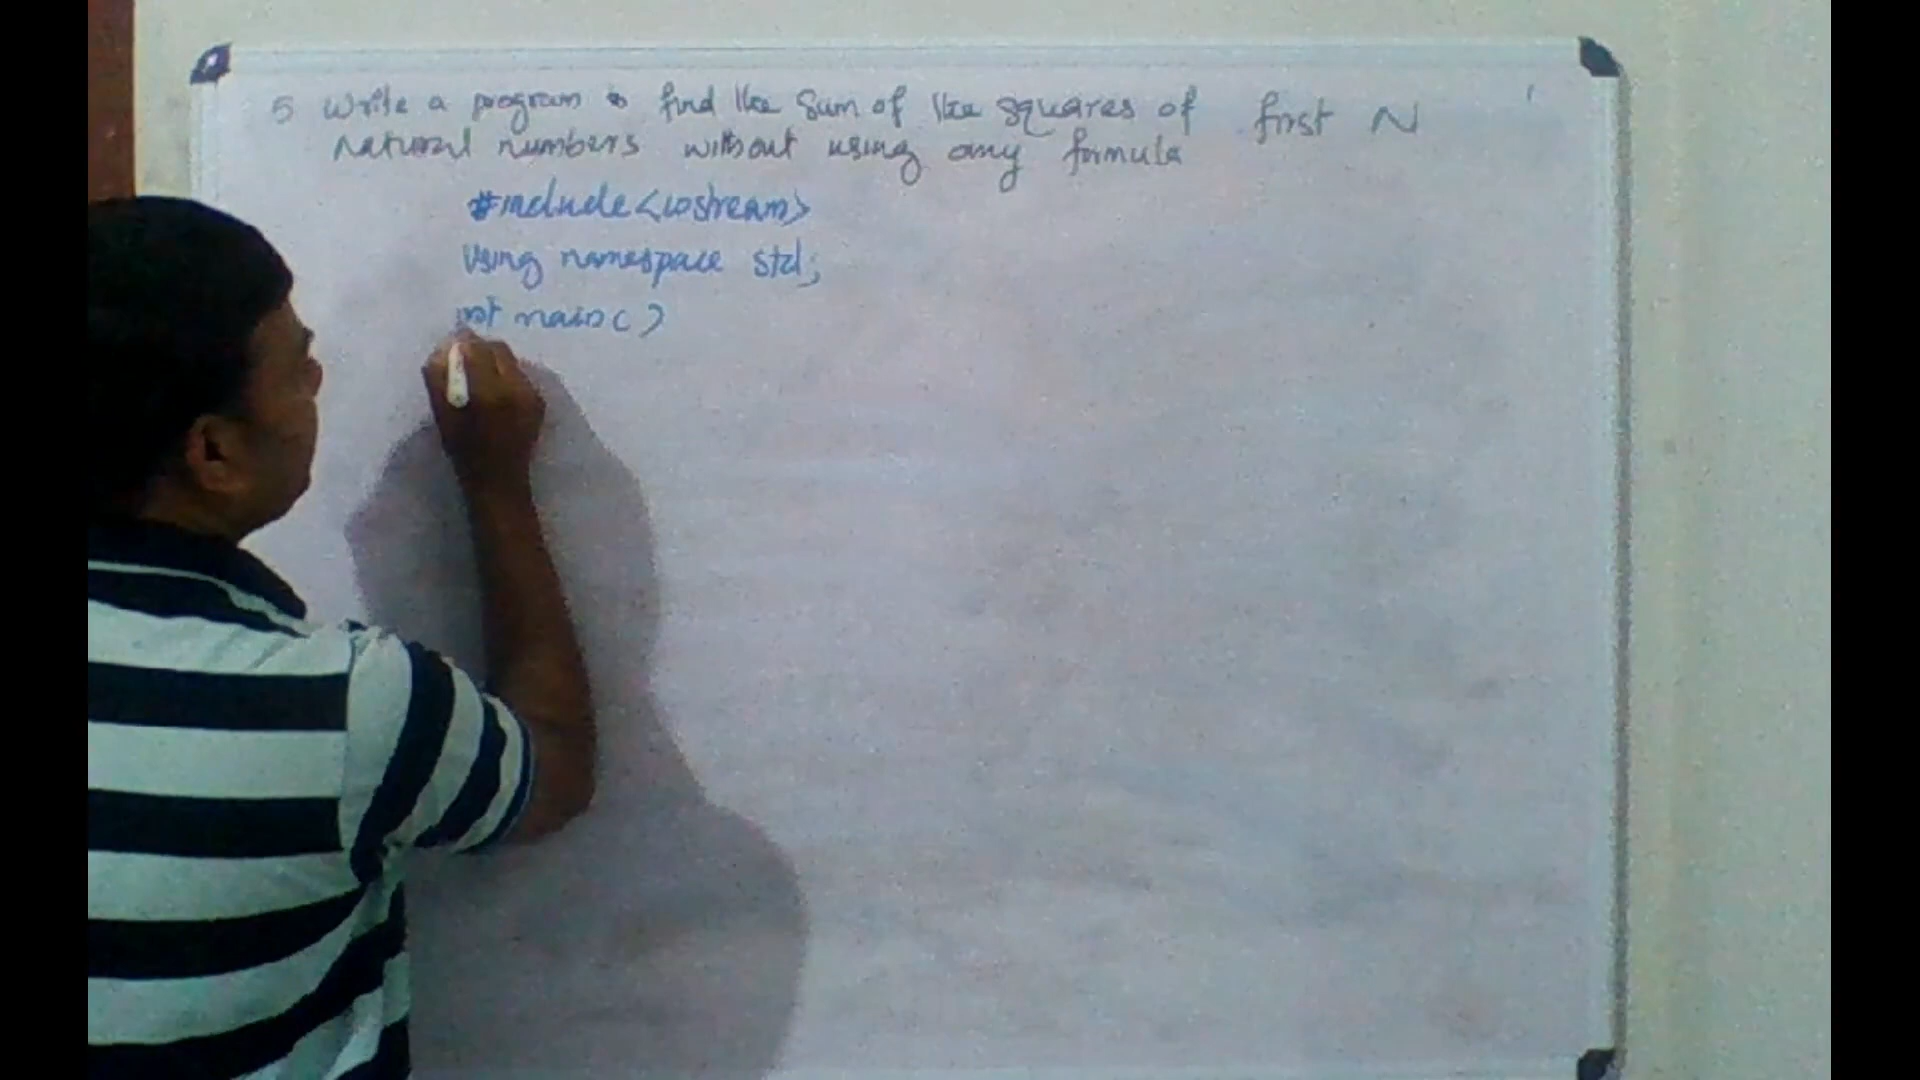 5 Write a program to find the sum of the squares of first N
natural numbers without using any formula
#include<iostream>
Using namespace std;
int main()